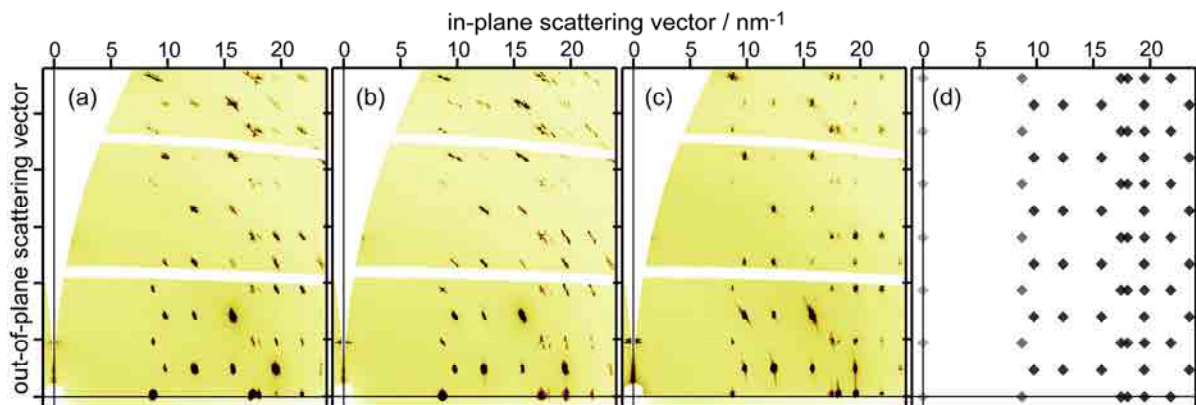 in-plane scattering vector / nm-1
0 5 10 15 20 0 5 10 15 20 0 5 10 15 20 0 5 10 15 20
out-of-plane scattering vector
(a) (b) (c) (d)